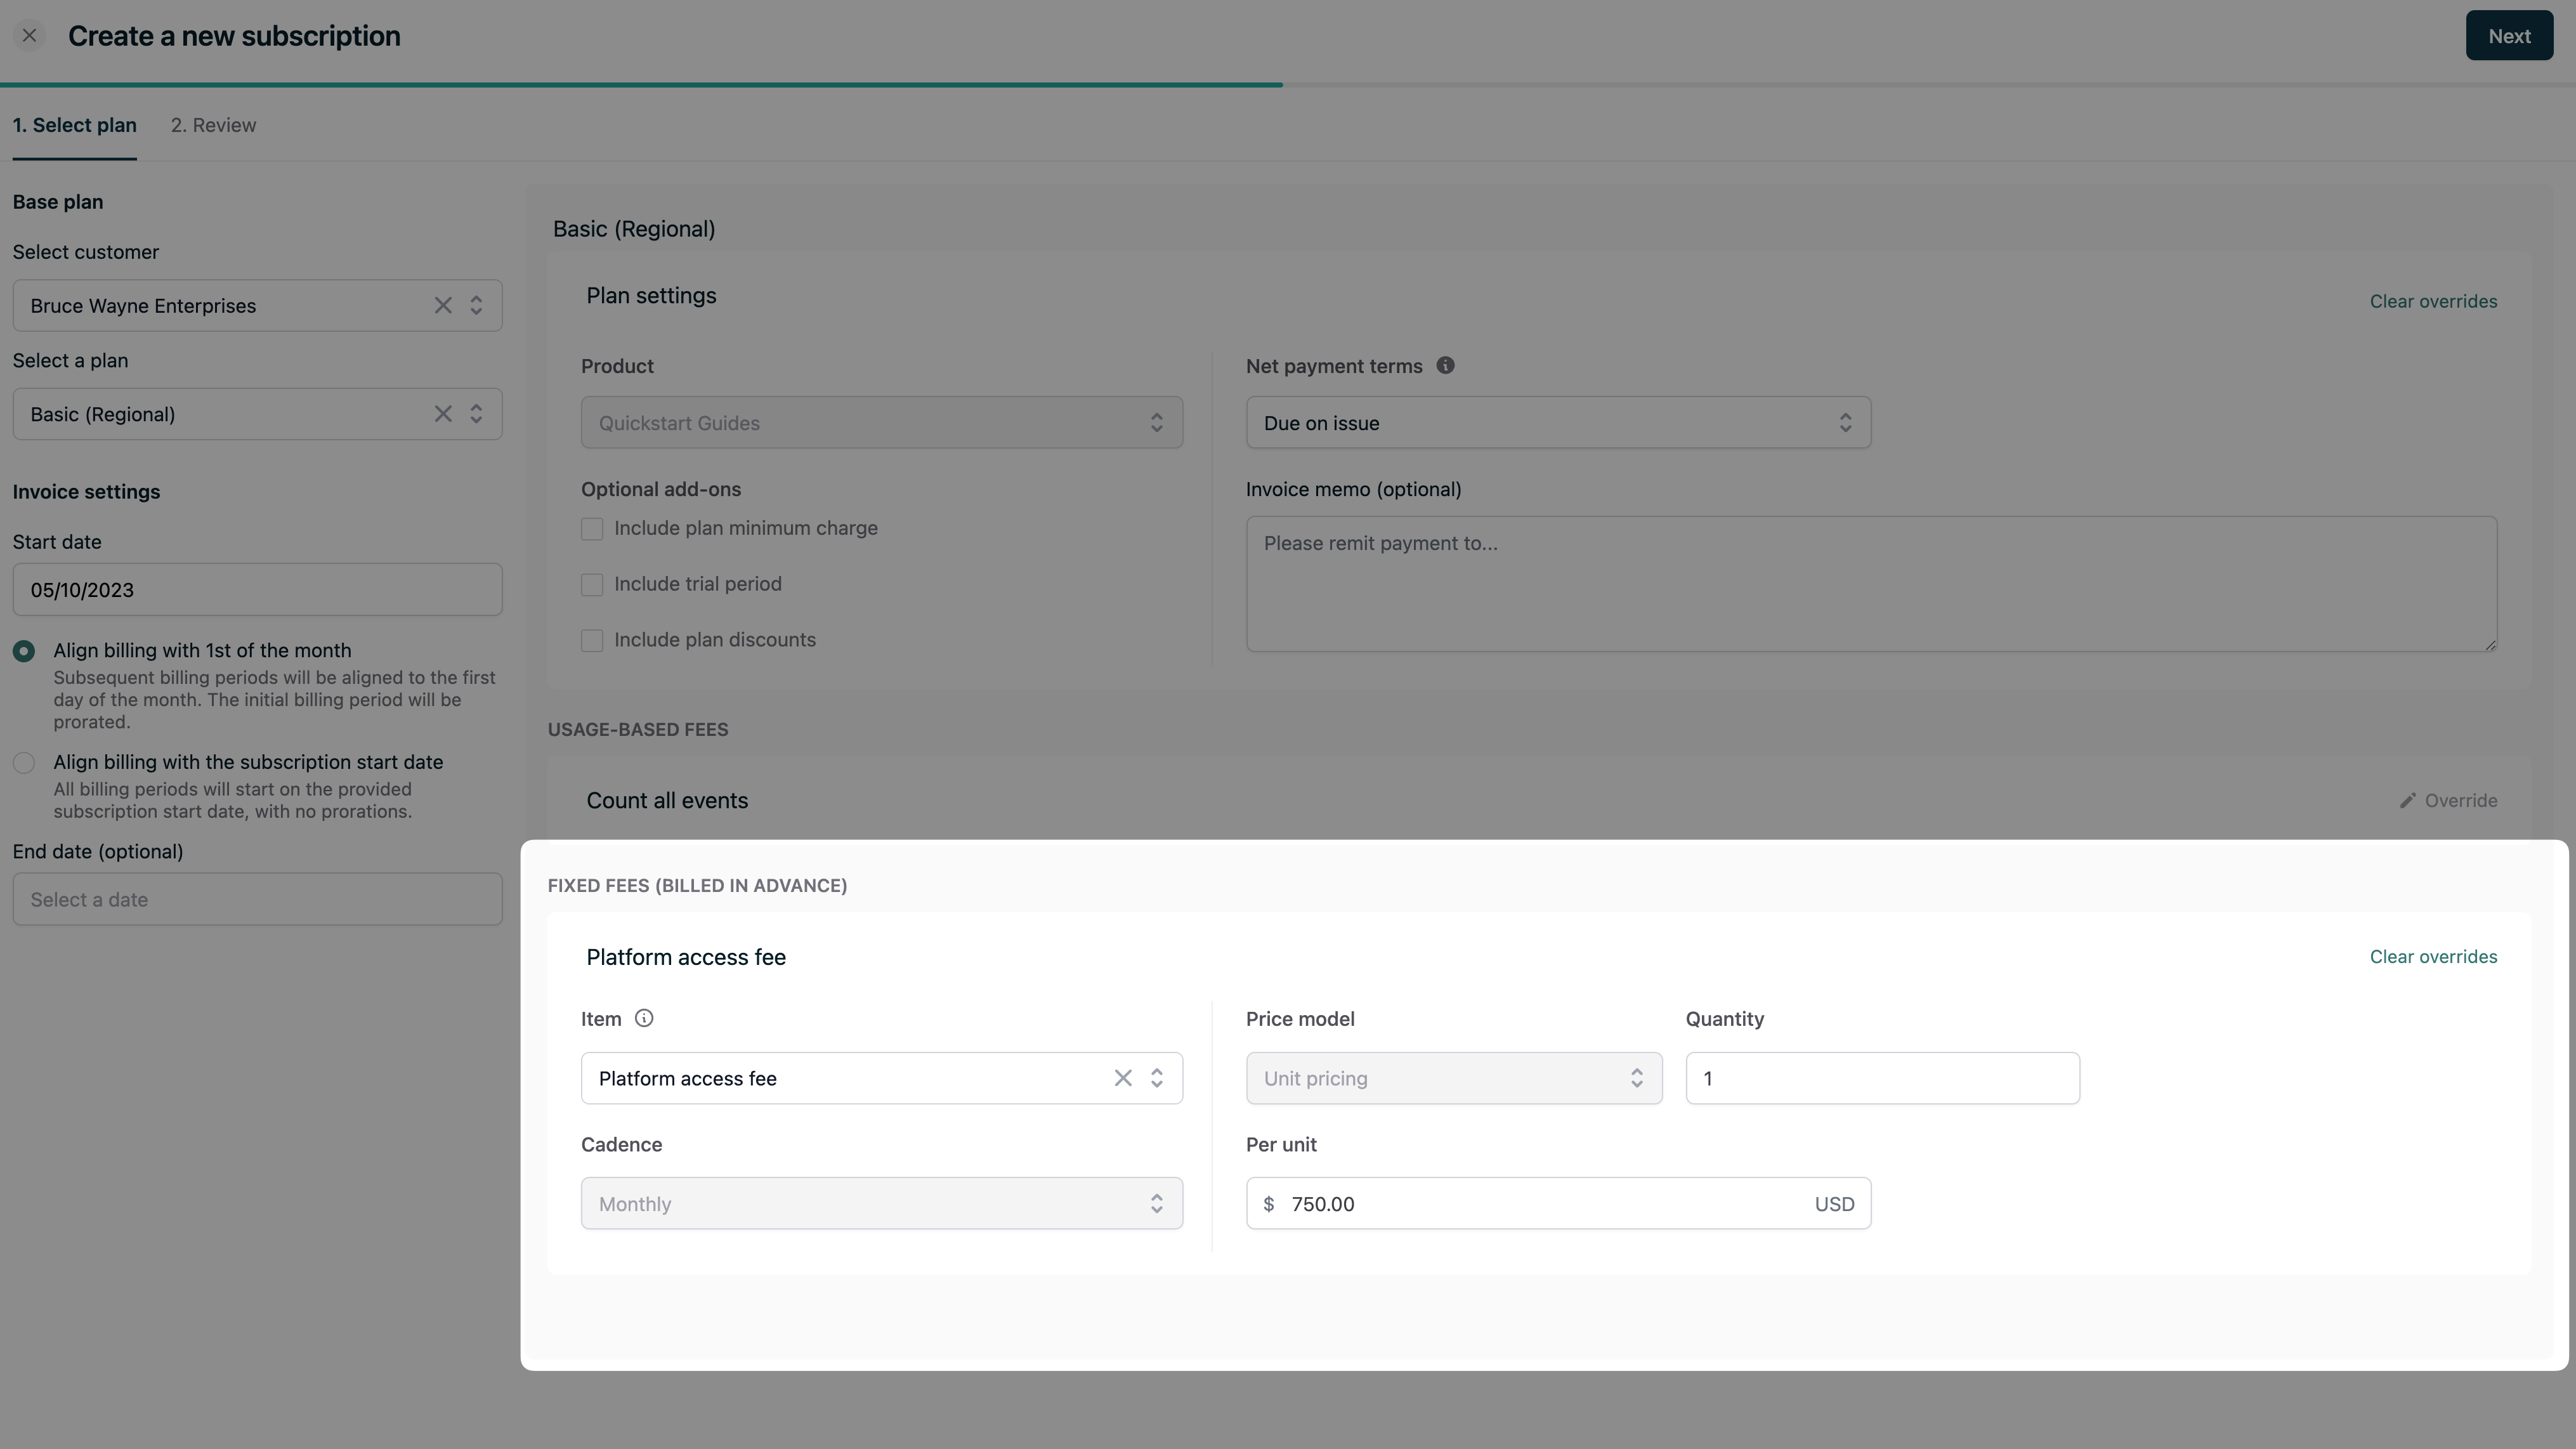 Create a new subscription
Next
1. Select plan
2. Review
Base plan
Select customer
Bruce Wayne Enterprises
Select a plan
Basic (Regional)
Invoice settings
Start date
05/10/2023
Align billing with 1st of the month
Subsequent billing periods will be aligned to the first
day of the month. The initial billing period will be
prorated.
Align billing with the subscription start date
All billing periods will start on the provided
subscription start date, with no prorations.
End date (optional)
Select a date
Basic (Regional)
Plan settings
Clear overrides
Product
Quickstart Guides
Optional add-ons
Include plan minimum charge
Include trial period
Include plan discounts
Net payment terms
Due on issue
Invoice memo (optional)
Please remit payment to...
USAGE-BASED FEES
Count all events
Override
FIXED FEES (BILLED IN ADVANCE)
Platform access fee
Clear overrides
Item
Platform access fee
Cadence
Monthly
Price model
Unit pricing
Quantity
1
Per unit
$ 750.00 USD